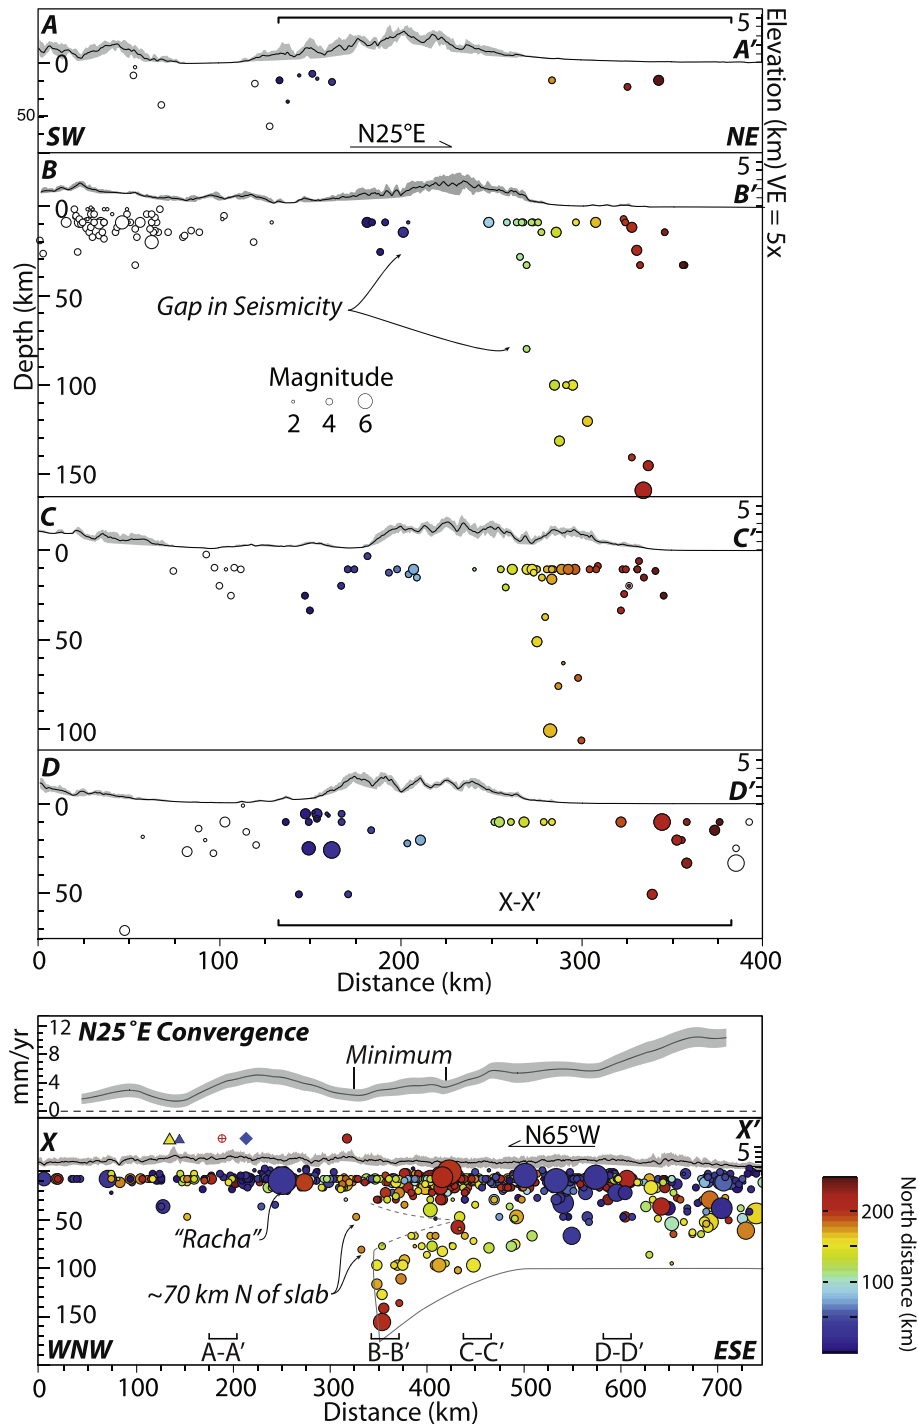 A
5
A’
0
50
SW
N25°E
NE
Elevation (km) VE = 5x
B
5
B’
0
50
Gap in Seismicity
Depth (km)
100
Magnitude
2 4 6
150
C
5
C’
0
50
100
D
5
D’
0
50
X-X’
0 100 200 300 400
Distance (km)
12
N25°E Convergence
8
mm/yr
Minimum
4
0
X
N65°W
X’
5
50
“Racha”
~70 km N of slab
100
150
WNW
A-A’ B-B’ C-C’ D-D’
ESE
0 100 200 300 400 500 600 700
Distance (km)
200
100
North distance (km)